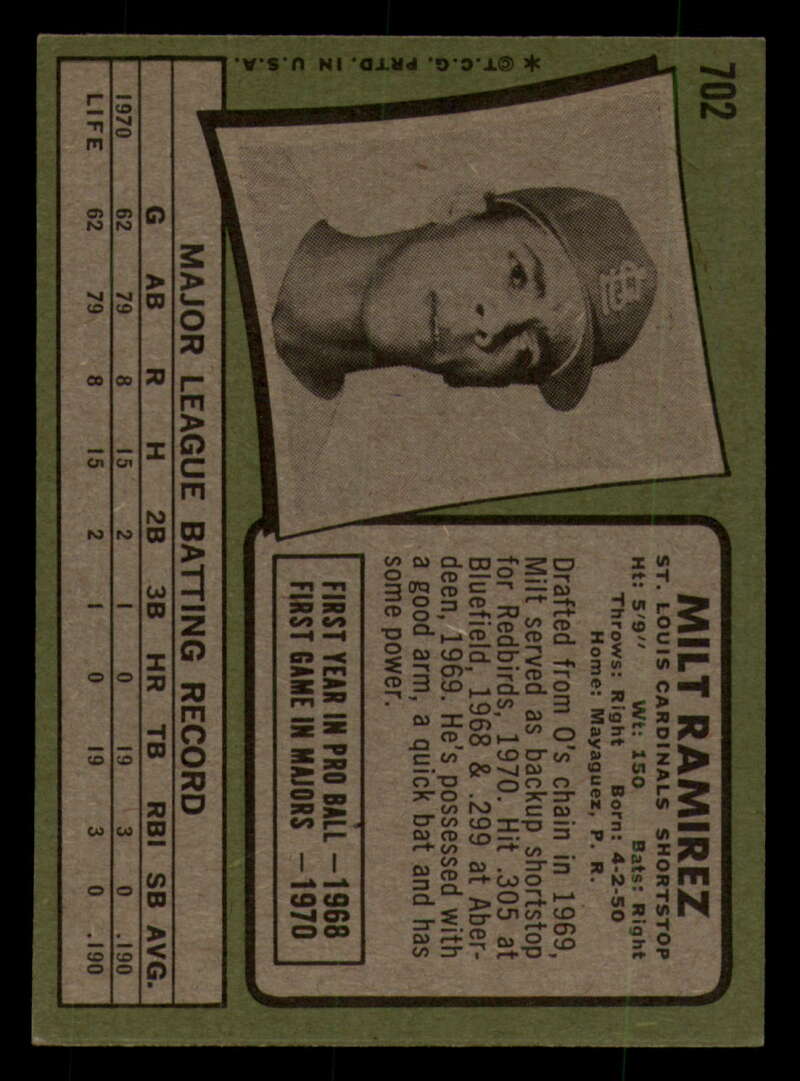 702
*©T.C.G. PRTD. IN U.S.A.
MILT RAMIREZ
ST. LOUIS CARDINALS SHORTSTOP
Ht: 5'9" Wt: 150 Bats: Right
Throws: Right Born: 4-2-50
Home: Mayaguez, P. R.
Drafted from O's chain in 1969,
Milt served as backup shortstop
for Redbirds, 1970. Hit .305 at
Bluefield, 1968 & .299 at Aber-
deen, 1969. He's possessed with
a good arm, a quick bat and has
some power.
FIRST YEAR IN PRO BALL —1968
FIRST GAME IN MAJORS —1970
MAJOR LEAGUE BATTING RECORD
G AB R H 2B 3B HR TB RBI SB AVG.
1970 62 79 8 15 2 1 0 19 3 0 .190
LIFE 62 79 8 15 2 1 0 19 3 0 .190